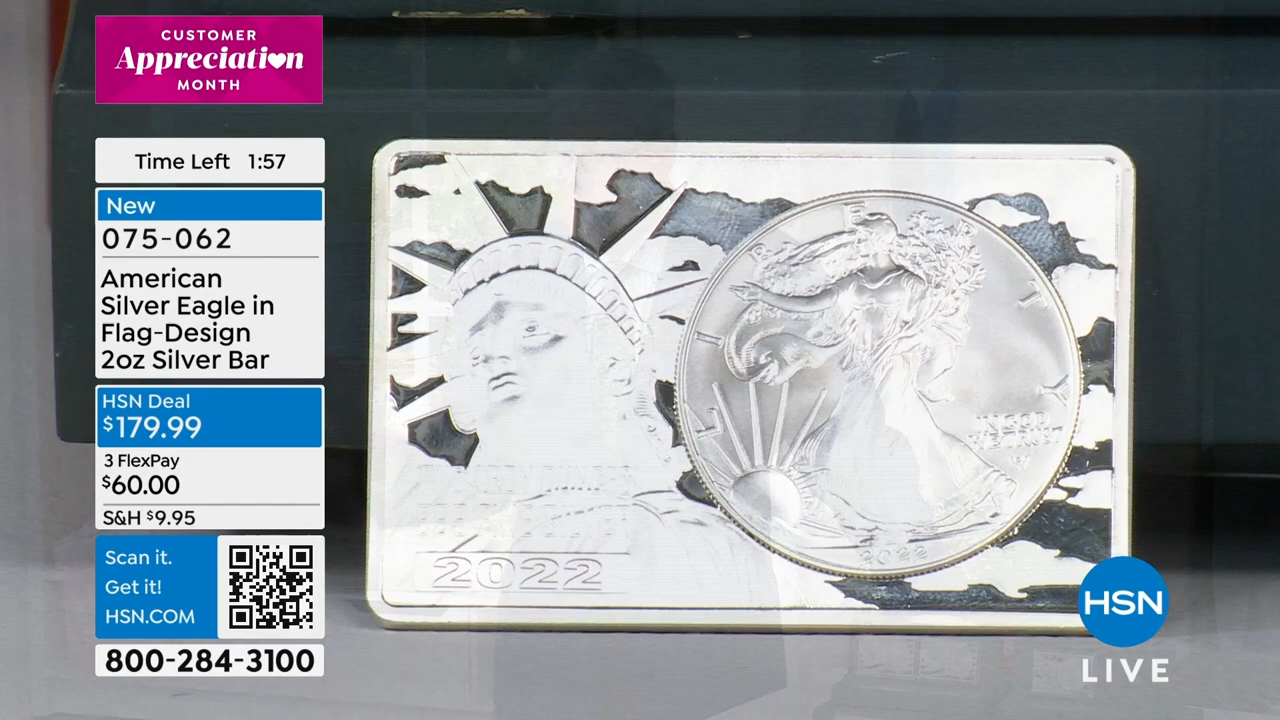 CUSTOMER
Appreciation
MONTH
Time Left 1:57
New
075-062
American
Silver Eagle in
Flag-Design
2oz Silver Bar
HSN Deal
$179.99
3 FlexPay
$60.00
S&H $9.95
Scan it.
Get it!
HSN.COM
800-284-3100
LIBERTY
IN GOD
WE TRUST
2022
2022
HSN
LIVE